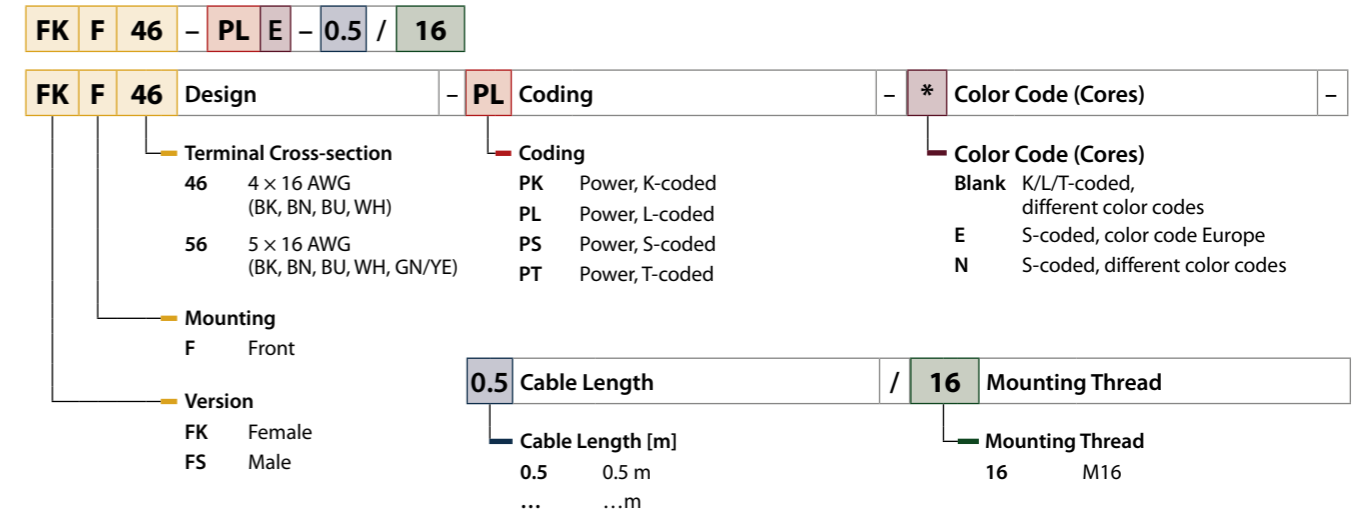 FK F 46 – PL E – 0.5 / 16
FK F 46 Design – PL Coding – * Color Code (Cores) –
Terminal Cross-section
46 4 × 16 AWG
(BK, BN, BU, WH)
56 5 × 16 AWG
(BK, BN, BU, WH, GN/YE)
Mounting
F Front
Version
FK Female
FS Male
Coding
PK Power, K-coded
PL Power, L-coded
PS Power, S-coded
PT Power, T-coded
Color Code (Cores)
Blank K/L/T-coded,
different color codes
E S-coded, color code Europe
N S-coded, different color codes
0.5 Cable Length / 16 Mounting Thread
Cable Length [m]
0.5 0.5 m
... ...m
Mounting Thread
16 M16